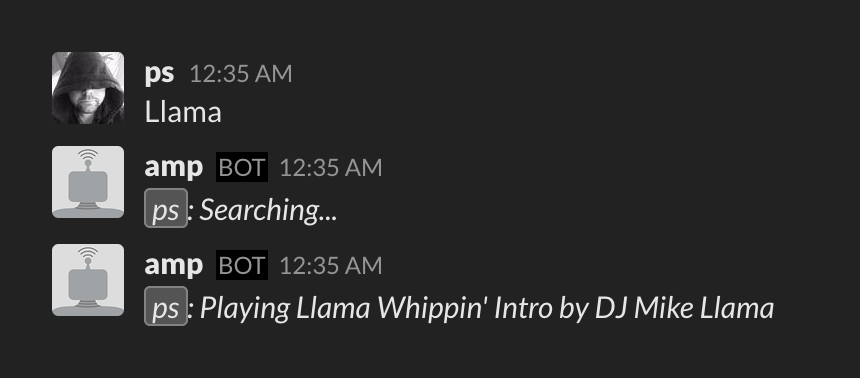 ps 12:35 AM
Llama
amp BOT 12:35 AM
ps: Searching...
amp BOT 12:35 AM
ps: Playing Llama Whippin' Intro by DJ Mike Llama